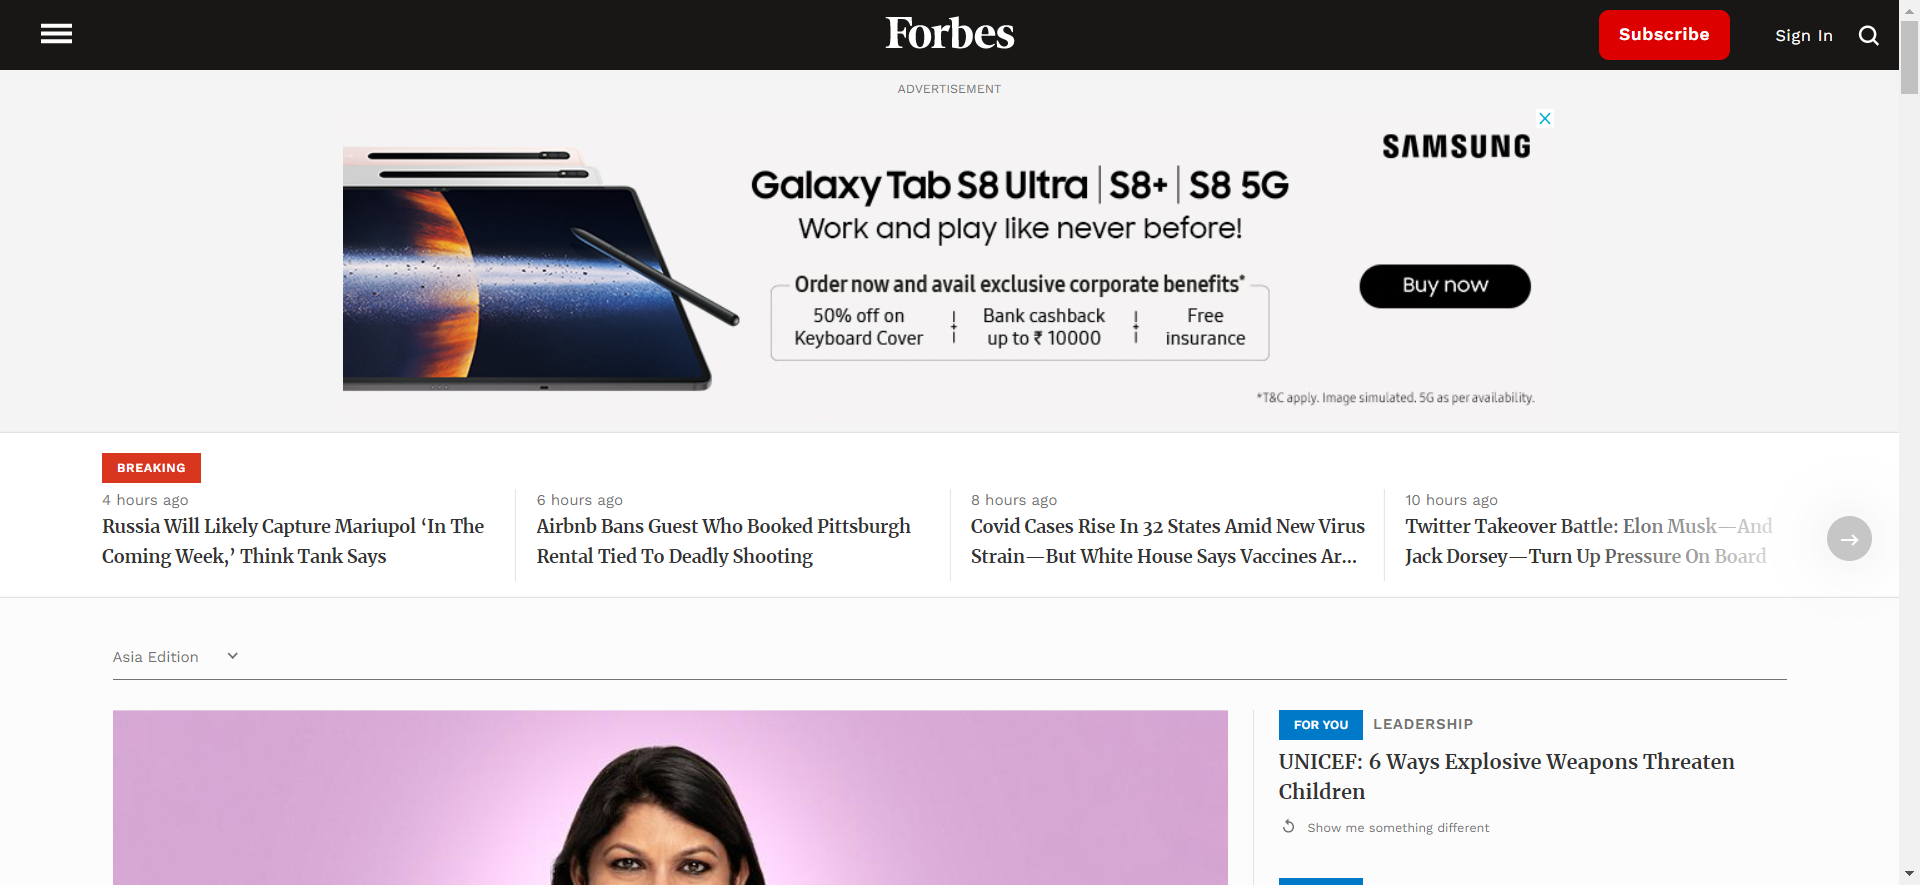 Forbes
Subscribe
Sign In
ADVERTISEMENT
SAMSUNG
Galaxy Tab S8 Ultra | S8+ | S8 5G
Work and play like never before!
Order now and avail exclusive corporate benefits*
50% off on
Keyboard Cover
+
Bank cashback
up to ₹ 10000
+
Free
insurance
Buy now
*T&C apply. Image simulated. 5G as per availability.
BREAKING
4 hours ago
Russia Will Likely Capture Mariupol ‘In The
Coming Week,’ Think Tank Says
6 hours ago
Airbnb Bans Guest Who Booked Pittsburgh
Rental Tied To Deadly Shooting
8 hours ago
Covid Cases Rise In 32 States Amid New Virus
Strain—But White House Says Vaccines Ar...
10 hours ago
Twitter Takeover Battle: Elon Musk—And
Jack Dorsey—Turn Up Pressure On Board
Asia Edition
FOR YOU LEADERSHIP
UNICEF: 6 Ways Explosive Weapons Threaten
Children
Show me something different